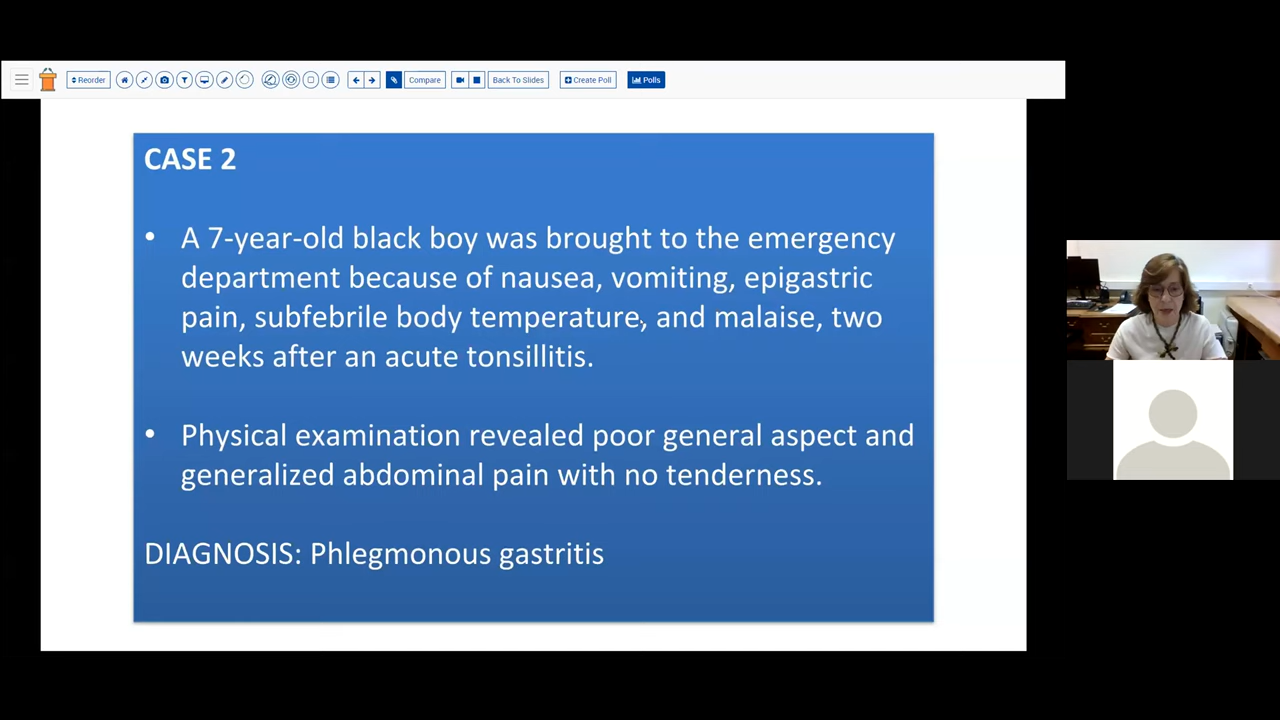 Reorder
Compare
Back To Slides
Create Poll
Polls
CASE 2
• A 7-year-old black boy was brought to the emergency
department because of nausea, vomiting, epigastric
pain, subfebrile body temperature, and malaise, two
weeks after an acute tonsillitis.
• Physical examination revealed poor general aspect and
generalized abdominal pain with no tenderness.
DIAGNOSIS: Phlegmonous gastritis